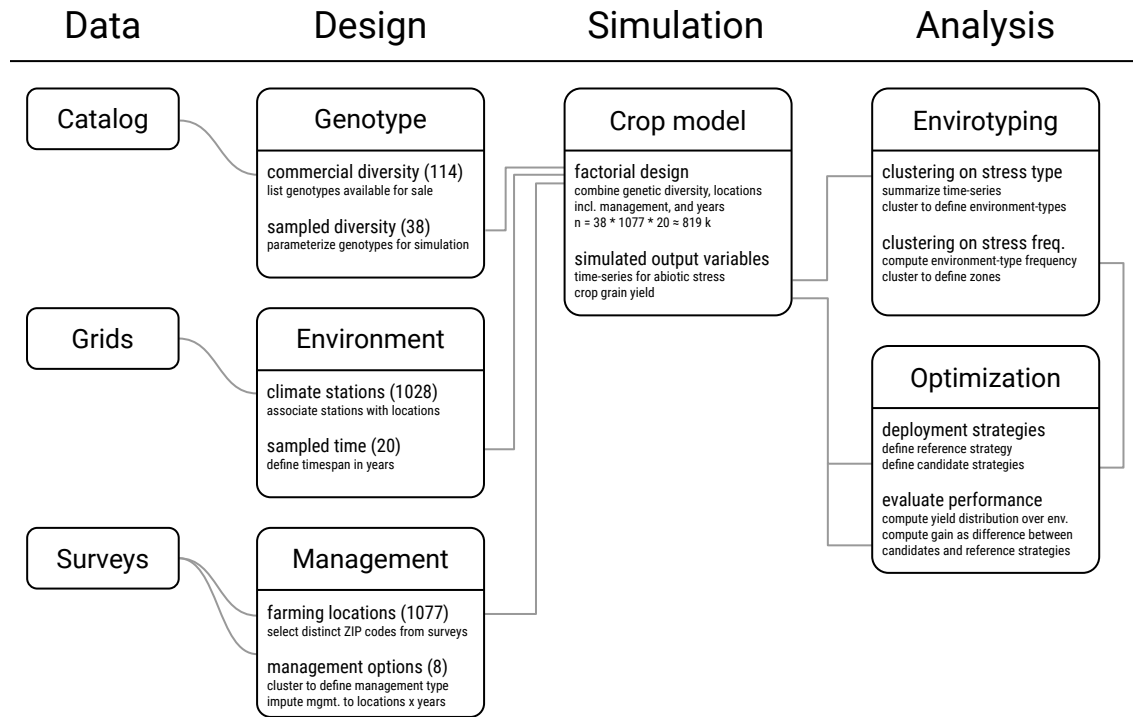 Data
Design
Simulation
Analysis
Catalog
Genotype
commercial diversity (114)
list genotypes available for sale
sampled diversity (38)
parameterize genotypes for simulation
Grids
Environment
climate stations (1028)
associate stations with locations
sampled time (20)
define timespan in years
Surveys
Management
farming locations (1077)
select distinct ZIP codes from surveys
management options (8)
cluster to define management type
impute mgmt. to locations x years
Crop model
factorial design
combine genetic diversity, locations
incl. management, and years
n = 38 * 1077 * 20 ≈ 819 k
simulated output variables
time-series for abiotic stress
crop grain yield
Envirotyping
clustering on stress type
summarize time-series
cluster to define environment-types
clustering on stress freq.
compute environment-type frequency
cluster to define zones
Optimization
deployment strategies
define reference strategy
define candidate strategies
evaluate performance
compute yield distribution over env.
compute gain as difference between
candidates and reference strategies